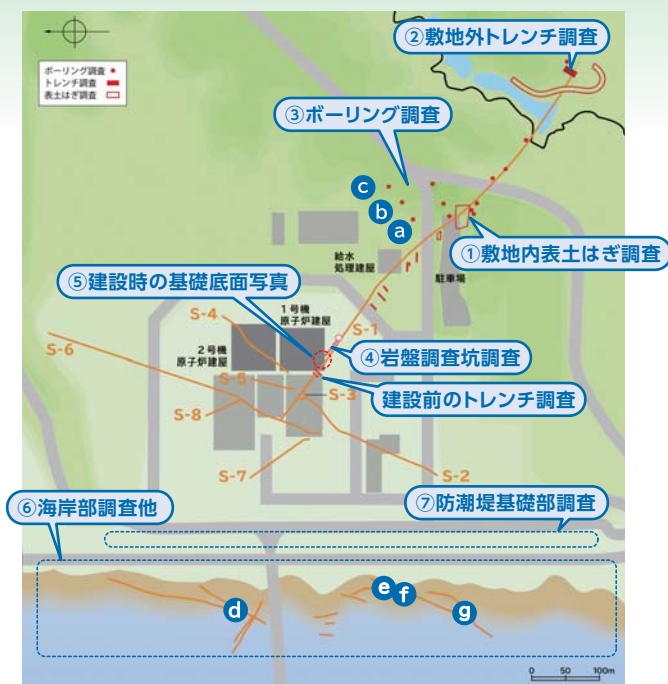 ②敷地外トレンチ調査
ボーリング調査
トレンチ調査
表土はぎ調査
③ボーリング調査
c
b
a
①敷地内表土はぎ調査
給水
処理建屋
駐車場
⑤建設時の基礎底面写真
1号機
原子炉建屋
S-1
S-4
S-6
2号機
原子炉建屋
④岩盤調査坑調査
S-5
S-3
建設前のトレンチ調査
S-8
S-7
S-2
⑥海岸部調査他
⑦防潮堤基礎部調査
d
e
f
g
0 50 100m